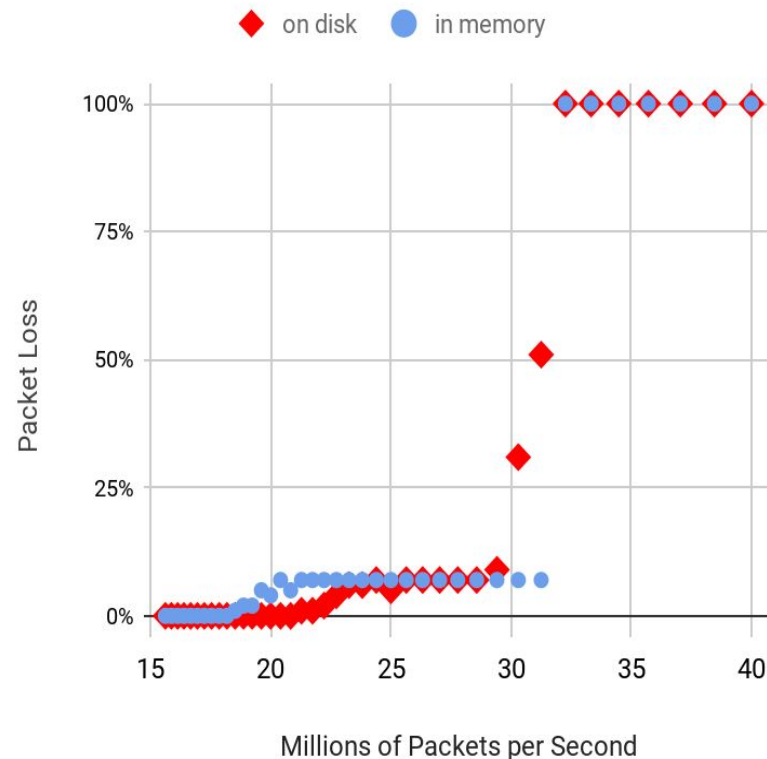 on disk in memory
100%
75%
50%
25%
0%
15 20 25 30 35 40
Packet Loss
Millions of Packets per Second